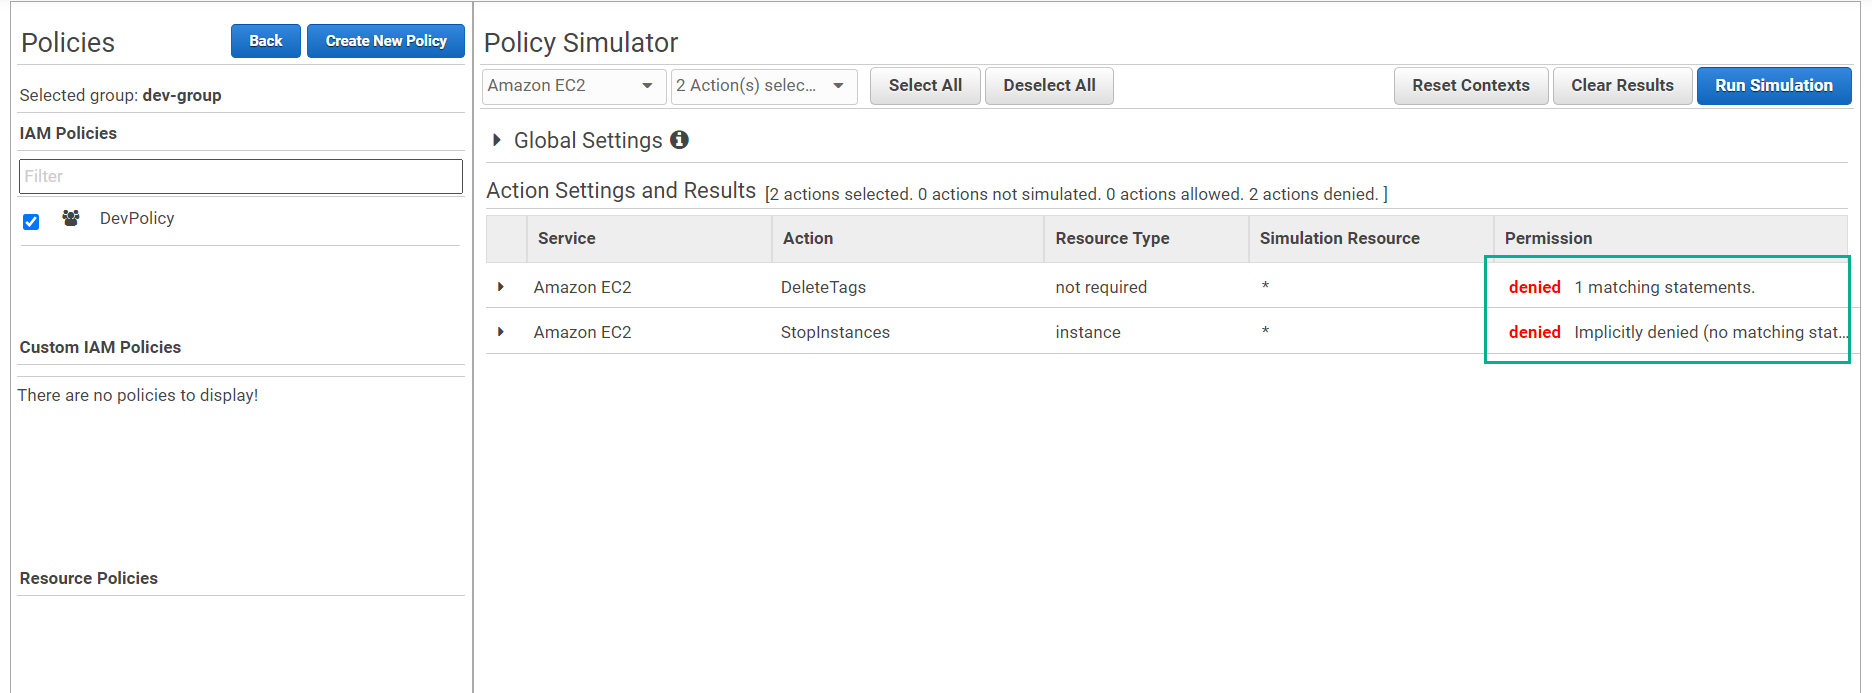 Policies
Back
Create New Policy
Selected group: dev-group
IAM Policies
Filter
DevPolicy
Custom IAM Policies
There are no policies to display!
Resource Policies
Policy Simulator
Amazon EC2
2 Action(s) selec...
Select All
Deselect All
Reset Contexts
Clear Results
Run Simulation
Global Settings
Action Settings and Results [2 actions selected. 0 actions not simulated. 0 actions allowed. 2 actions denied. ]
Service Action Resource Type Simulation Resource Permission
Amazon EC2 DeleteTags not required * denied 1 matching statements.
Amazon EC2 StopInstances instance * denied Implicitly denied (no matching stat...